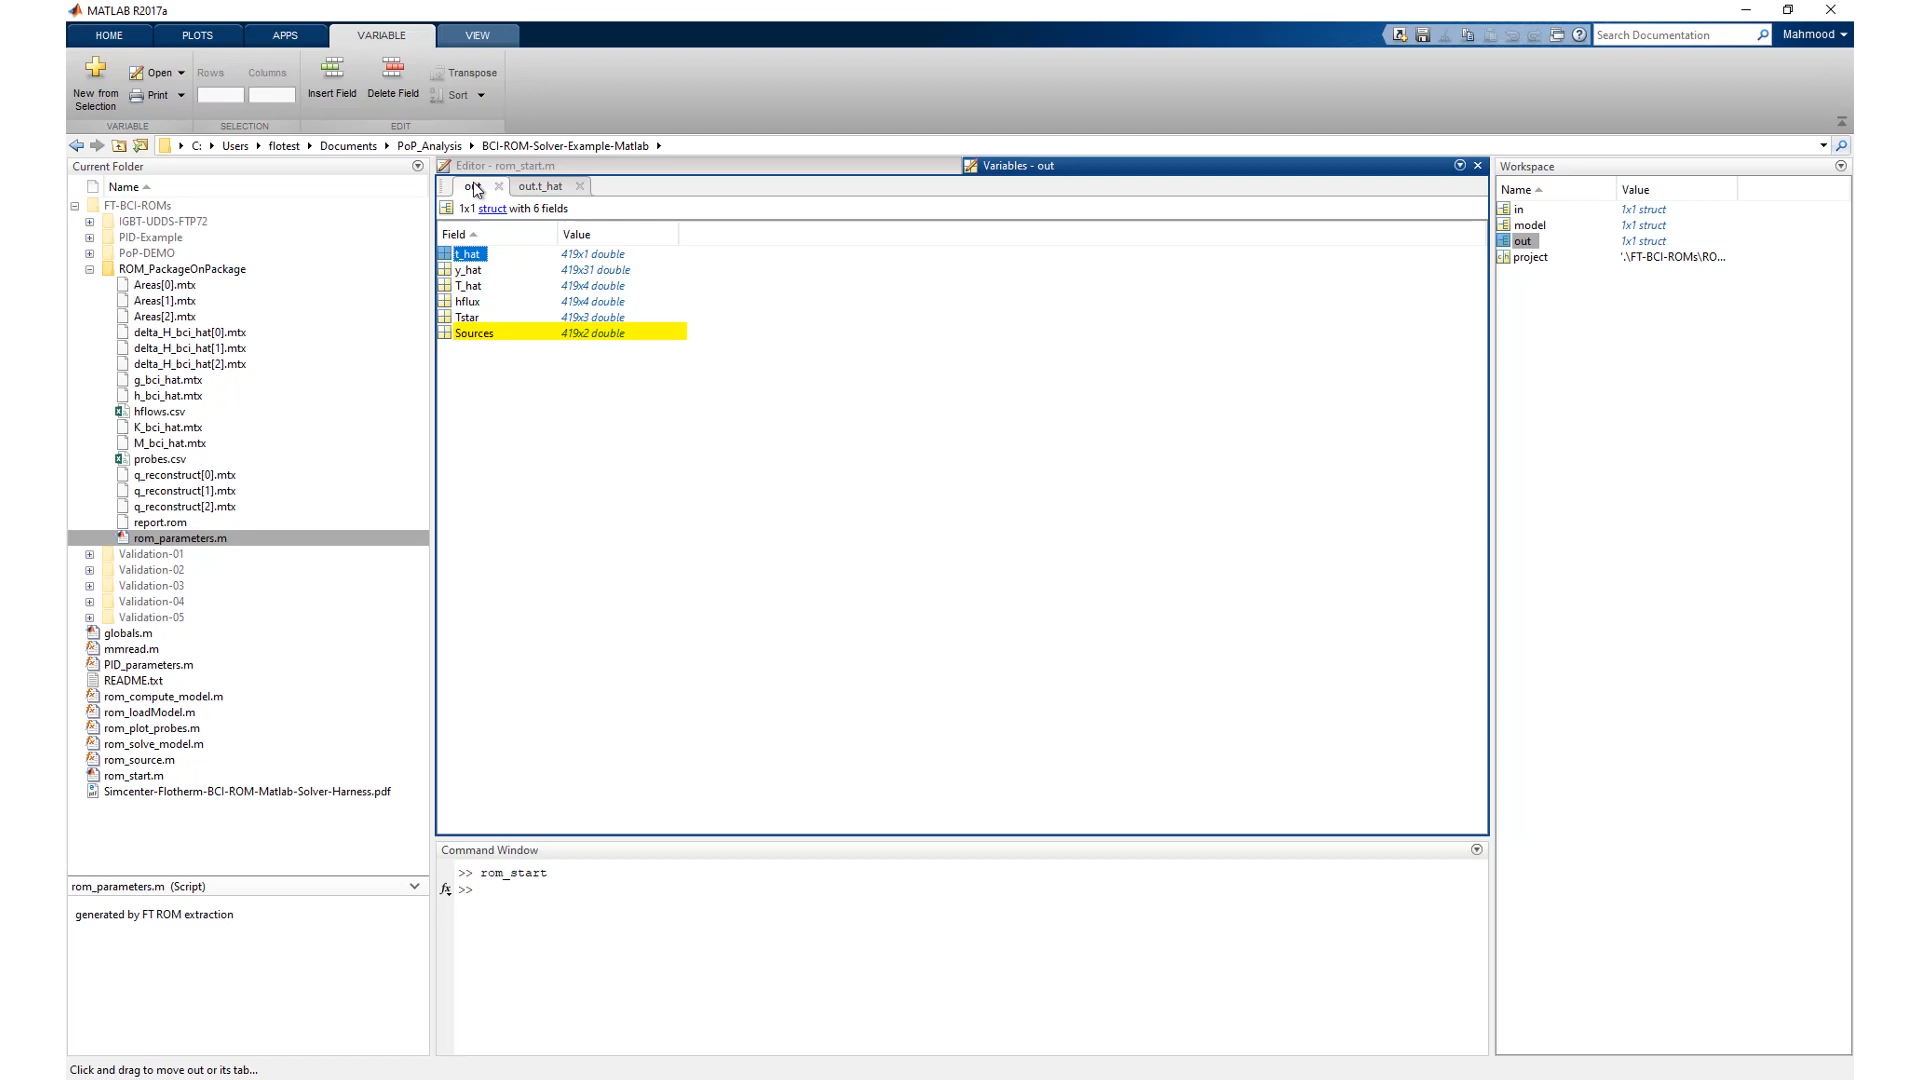 MATLAB R2017a
HOME PLOTS APPS VARIABLE VIEW
Search Documentation
Mahmood
New from Selection
Open
Print
Rows Columns
Insert Field
Delete Field
Transpose
Sort
VARIABLE SELECTION EDIT
C: Users flotest Documents PoP_Analysis BCI-ROM-Solver-Example-Matlab
Current Folder
Name
FT-BCI-ROMs
IGBT-UDDS-FTP72
PID-Example
PoP-DEMO
ROM_PackageOnPackage
Areas[0].mtx
Areas[1].mtx
Areas[2].mtx
delta_H_bci_hat[0].mtx
delta_H_bci_hat[1].mtx
delta_H_bci_hat[2].mtx
g_bci_hat.mtx
h_bci_hat.mtx
hflows.csv
K_bci_hat.mtx
M_bci_hat.mtx
probes.csv
q_reconstruct[0].mtx
q_reconstruct[1].mtx
q_reconstruct[2].mtx
report.rom
rom_parameters.m
Validation-01
Validation-02
Validation-03
Validation-04
Validation-05
globals.m
mmread.m
PID_parameters.m
README.txt
rom_compute_model.m
rom_loadModel.m
rom_plot_probes.m
rom_solve_model.m
rom_source.m
rom_start.m
Simcenter-Flotherm-BCI-ROM-Matlab-Solver-Harness.pdf
rom_parameters.m (Script)
generated by FT ROM extraction
Editor - rom_start.m
Variables - out
out out.t_hat
1x1 struct with 6 fields
Field Value
t_hat 419x1 double
y_hat 419x31 double
T_hat 419x4 double
hflux 419x4 double
Tstar 419x3 double
Sources 419x2 double
Command Window
>> rom_start
fx >>
Workspace
Name Value
in 1x1 struct
model 1x1 struct
out 1x1 struct
project '.\FT-BCI-ROMs\RO...
Click and drag to move out or its tab...